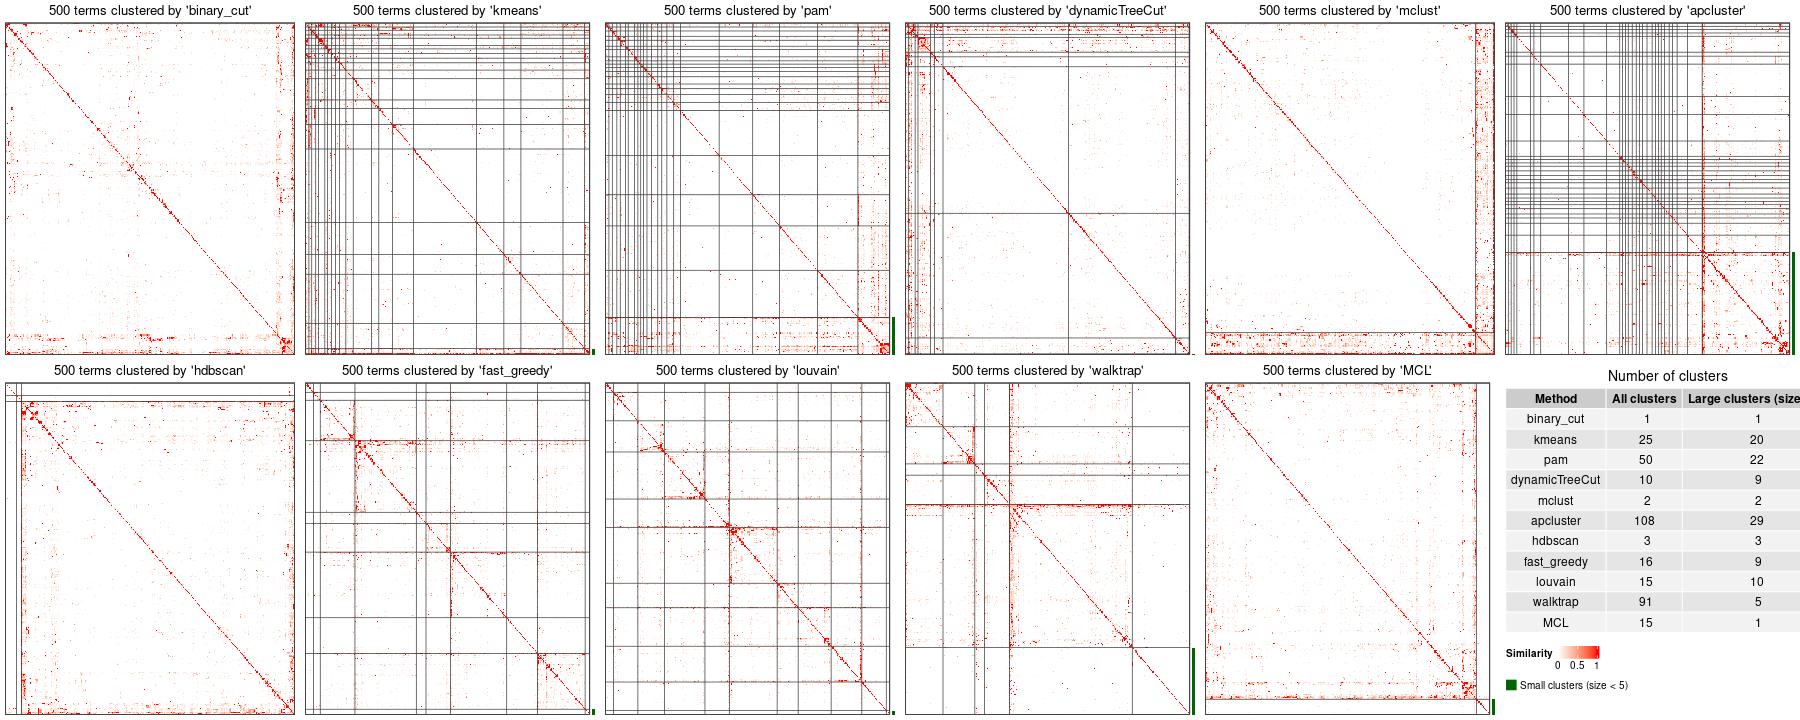 500 terms clustered by 'binary_cut'
500 terms clustered by 'kmeans'
500 terms clustered by 'pam'
500 terms clustered by 'dynamicTreeCut'
500 terms clustered by 'mclust'
500 terms clustered by 'apcluster'
500 terms clustered by 'hdbscan'
500 terms clustered by 'fast_greedy'
500 terms clustered by 'louvain'
500 terms clustered by 'walktrap'
500 terms clustered by 'MCL'
Number of clusters
Method All clusters Large clusters (size
binary_cut 1 1
kmeans 25 20
pam 50 22
dynamicTreeCut 10 9
mclust 2 2
apcluster 108 29
hdbscan 3 3
fast_greedy 16 9
louvain 15 10
walktrap 91 5
MCL 15 1
Similarity
0 0.5 1
Small clusters (size < 5)